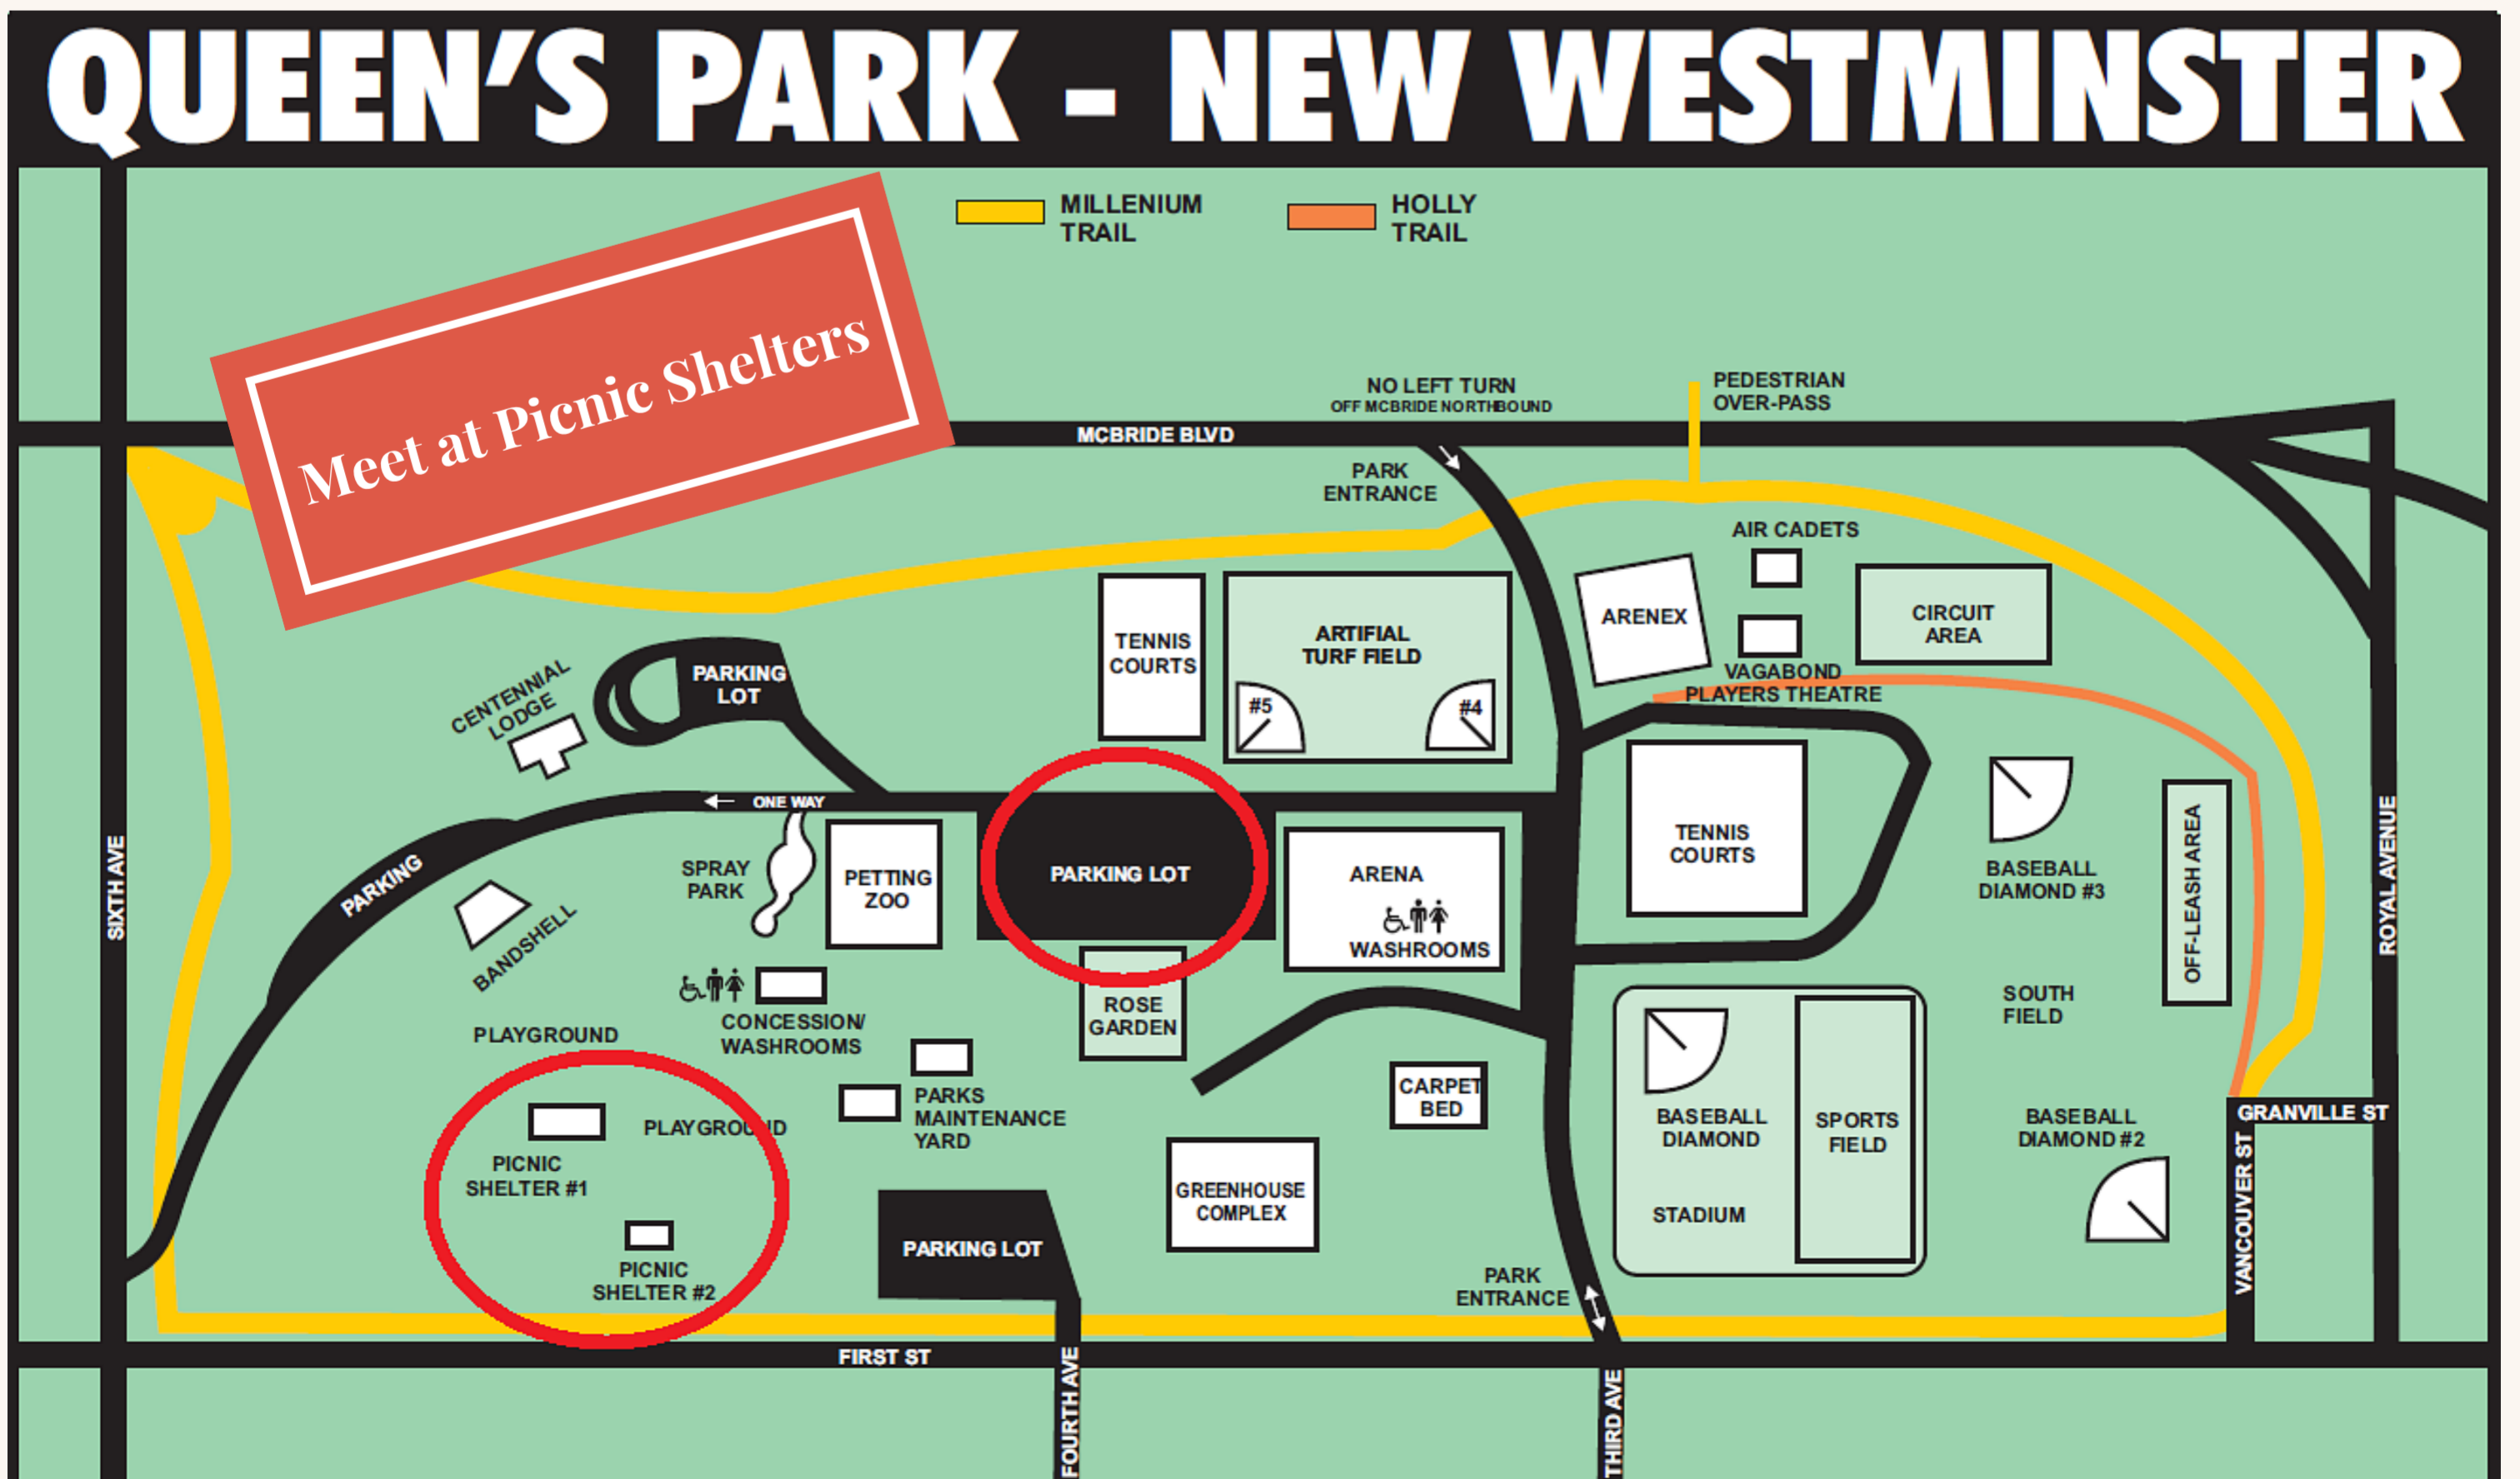 QUEEN'S PARK - NEW WESTMINSTER
MILLENIUM
TRAIL
HOLLY
TRAIL
Meet at Picnic Shelters
NO LEFT TURN
OFF MCBRIDE NORTHBOUND
PEDESTRIAN
OVER-PASS
MCBRIDE BLVD
PARK
ENTRANCE
AIR CADETS
ARENEX
CIRCUIT
AREA
VAGABOND
PLAYERS THEATRE
TENNIS
COURTS
ARTIFIAL
TURF FIELD
#5
#4
CENTENNIAL
LODGE
PARKING
LOT
ONE WAY
PARKING
BANDSHELL
SPRAY
PARK
PETTING
ZOO
PARKING LOT
ARENA
WASHROOMS
TENNIS
COURTS
BASEBALL
DIAMOND #3
OFF-LEASH AREA
ROYAL AVENUE
SIXTH AVE
PLAYGROUND
CONCESSION/
WASHROOMS
ROSE
GARDEN
SOUTH
FIELD
PLAYGROUND
PICNIC
SHELTER #1
PICNIC
SHELTER #2
PARKS
MAINTENANCE
YARD
CARPET
BED
GREENHOUSE
COMPLEX
PARKING LOT
PARK
ENTRANCE
BASEBALL
DIAMOND
STADIUM
SPORTS
FIELD
BASEBALL
DIAMOND #2
GRANVILLE ST
VANCOUVER ST
FIRST ST
FOURTH AVE
THIRD AVE